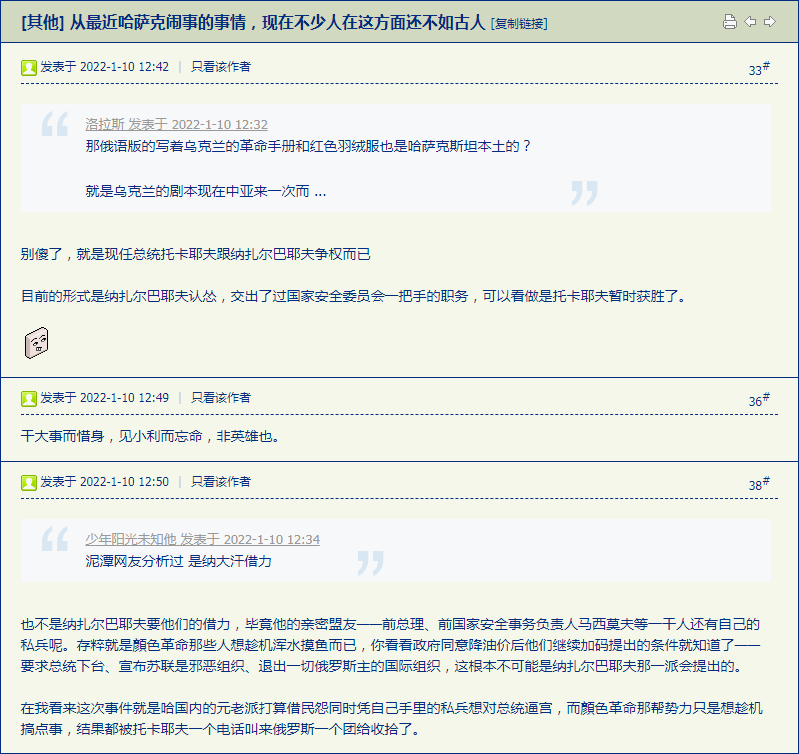 [其他] 从最近哈萨克闹事的事情，现在不少人在这方面还不如古人 [复制链接]
发表于 2022-1-10 12:42 | 只看该作者 33#
洛拉斯 发表于 2022-1-10 12:32
那俄语版的写着乌克兰的革命手册和红色羽绒服也是哈萨克斯坦本土的？
就是乌克兰的剧本现在中亚来一次而 ...
别傻了，就是现任总统托卡耶夫跟纳扎尔巴耶夫争权而已
目前的形式是纳扎尔巴耶夫认怂，交出了过国家安全委员会一把手的职务，可以看做是托卡耶夫暂时获胜了。
发表于 2022-1-10 12:49 | 只看该作者 36#
干大事而惜身，见小利而忘命，非英雄也。
发表于 2022-1-10 12:50 | 只看该作者 38#
少年阳光未知他 发表于 2022-1-10 12:34
泥潭网友分析过 是纳大汗借力
也不是纳扎尔巴耶夫要他们的借力，毕竟他的亲密盟友——前总理、前国家安全事务负责人马西莫夫等一干人还有自己的
私兵呢。存粹就是顏色革命那些人想趁机浑水摸鱼而已，你看看政府同意降油价后他们继续加码提出的条件就知道了——
要求总统下台、宣布苏联是邪恶组织、退出一切俄罗斯主的国际组织，这根本不可能是纳扎尔巴耶夫那一派会提出的。
在我看来这次事件就是哈国内的元老派打算借民怨同时凭自己手里的私兵想对总统逼宫，而顏色革命那帮势力只是想趁机
搞点事，结果都被托卡耶夫一个电话叫来俄罗斯一个团给收拾了。